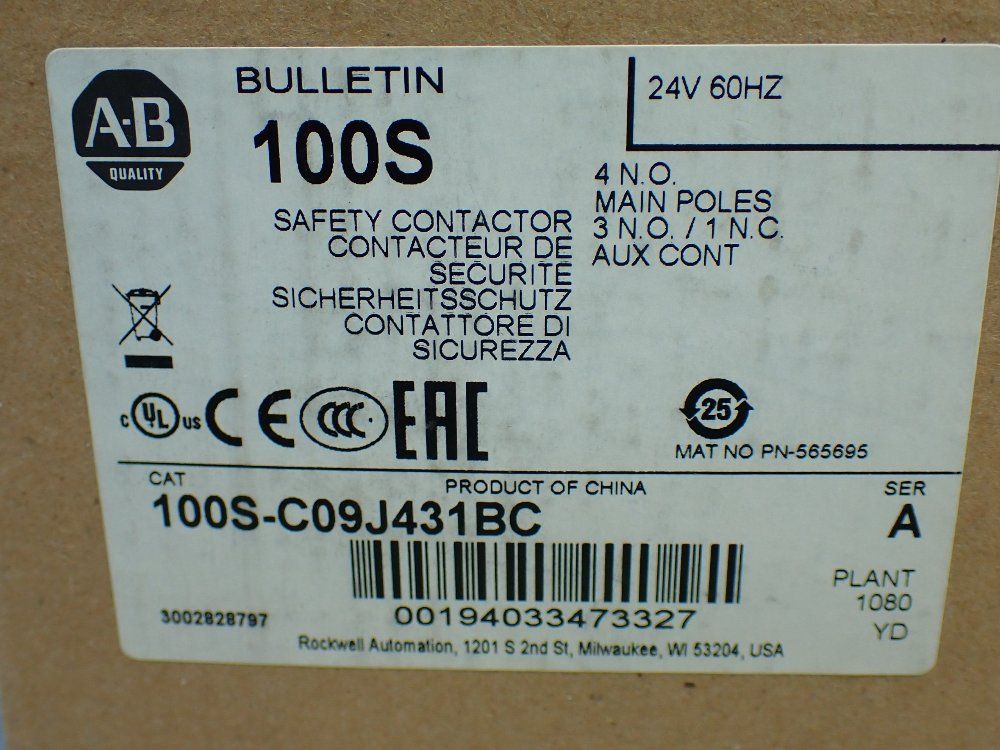 A-B
QUALITY
BULLETIN
100S
24V 60HZ
SAFETY CONTACTOR
CONTACTEUR DE
SECURITE
SICHERHEITSSCHUTZ
CONTATTORE DI
SICUREZZA
4 N.O.
MAIN POLES
3 N.O. / 1 N.C.
AUX CONT
C UL US CE CCC EAC
25
MAT NO PN-565695
CAT
PRODUCT OF CHINA
SER
100S-C09J431BC
A
00194033473327
PLANT
1080
YD
3002828797
Rockwell Automation, 1201 S 2nd St, Milwaukee, WI 53204, USA